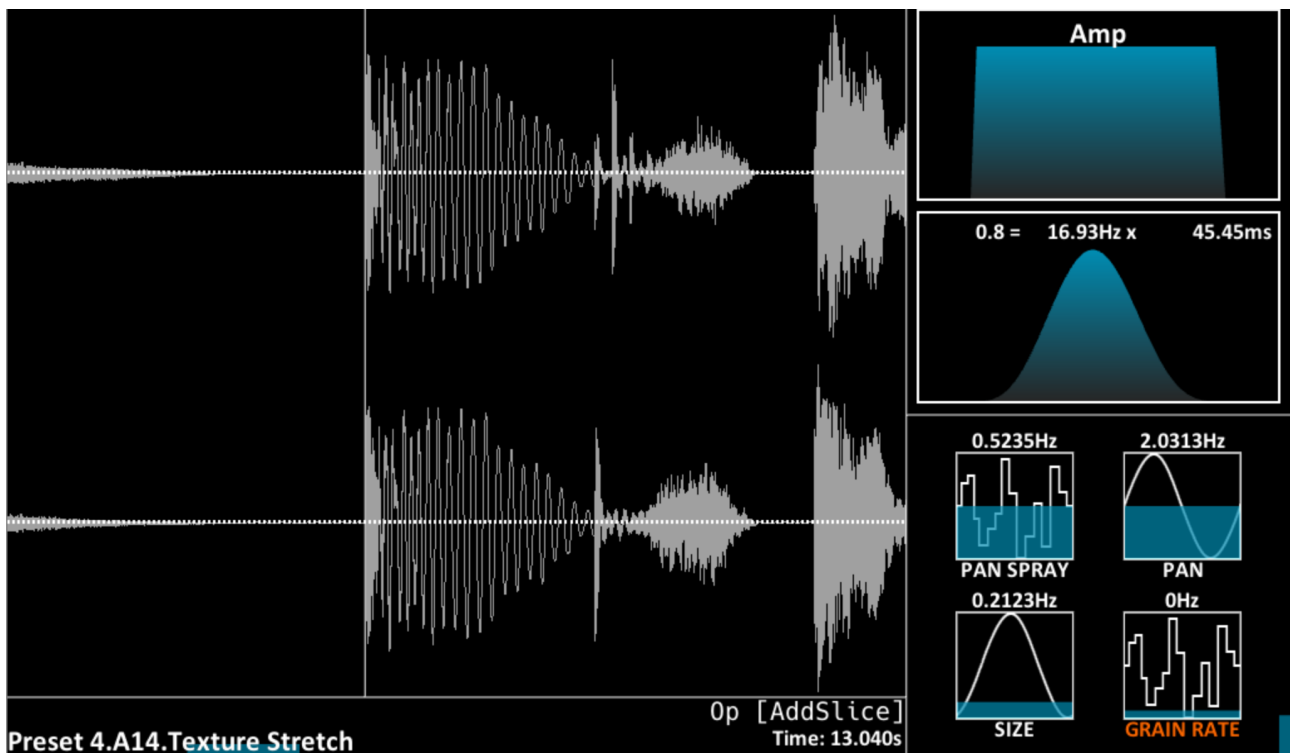 Amp
0.8 = 16.93Hz x 45.45ms
0.5235Hz 2.0313Hz
PAN SPRAY PAN
0.2123Hz 0Hz
SIZE GRAIN RATE
Op [AddSlice]
Preset 4.A14.Texture Stretch Time: 13.040s